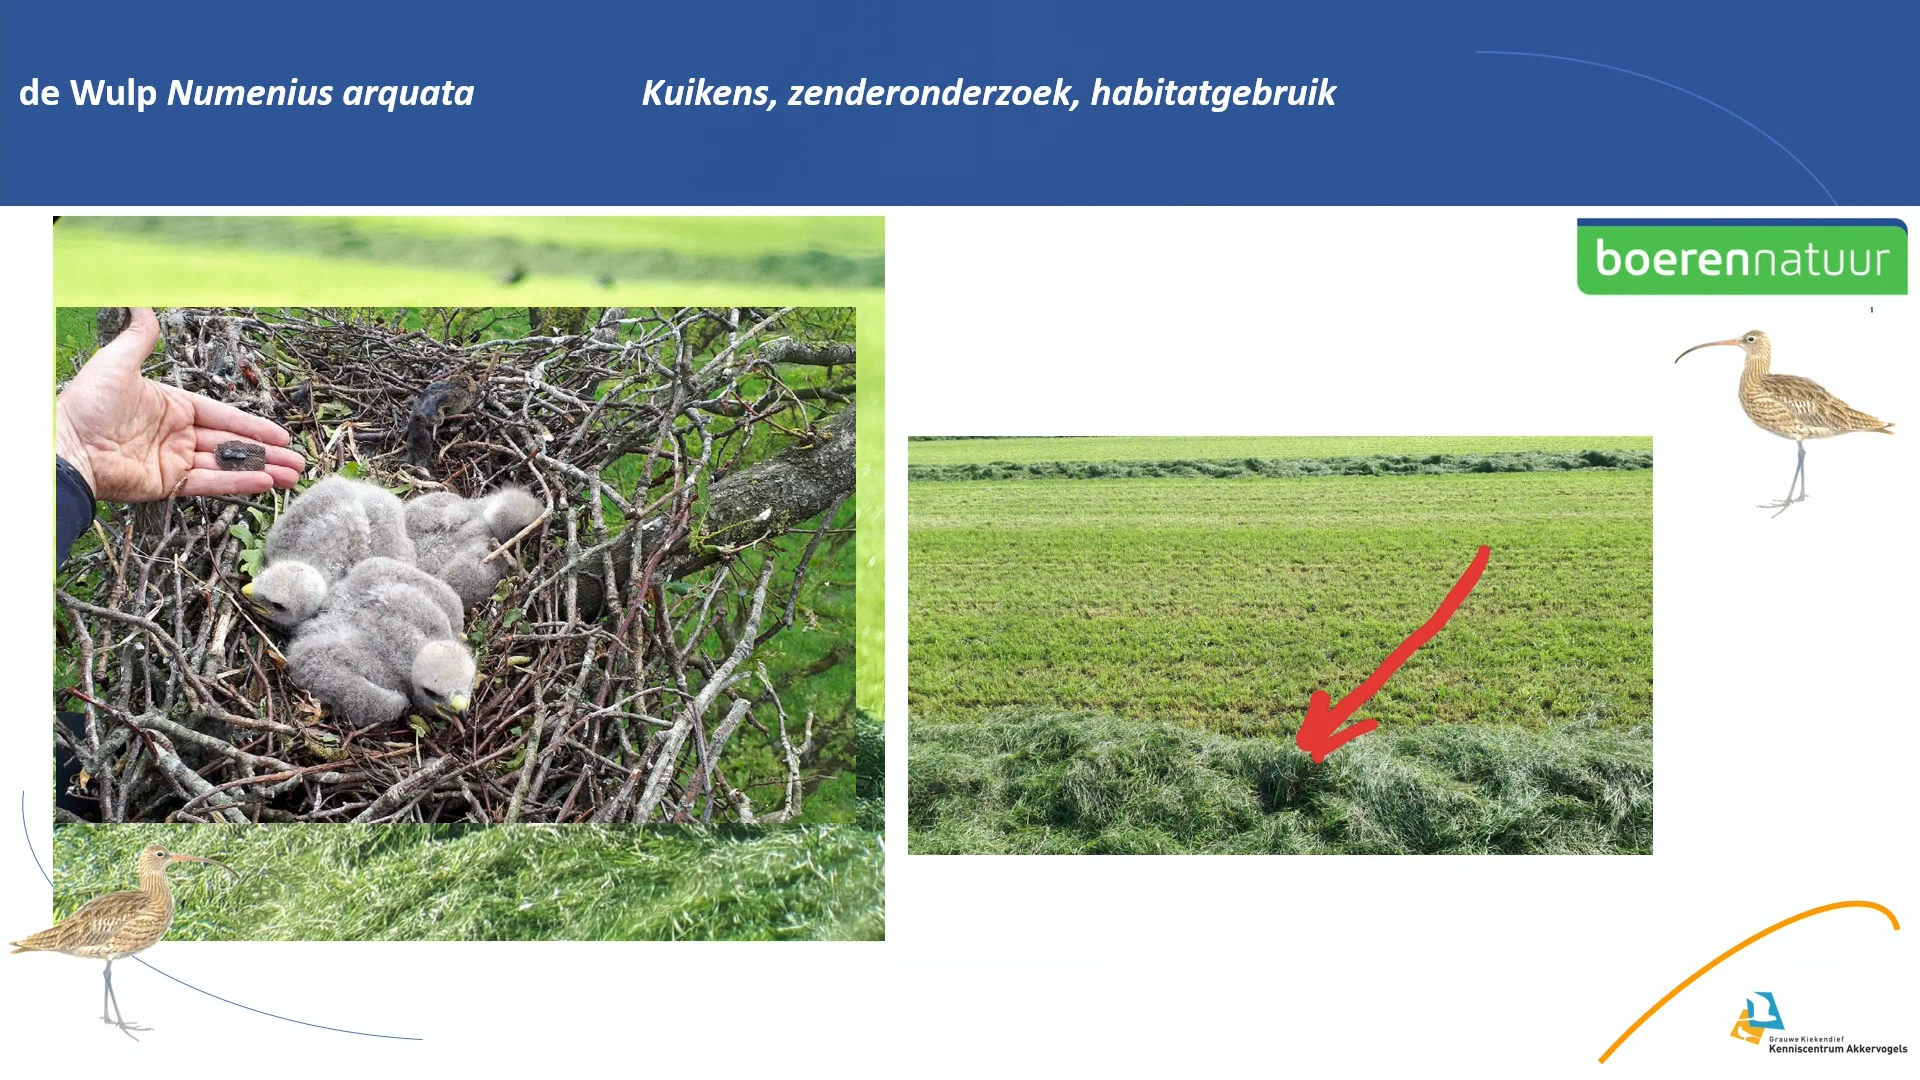 de Wulp Numenius arquata
Kuikens, zenderonderzoek, habitatgebruik
boerennatuur
Grauwe Kiekendief
Kenniscentrum Akkervogels